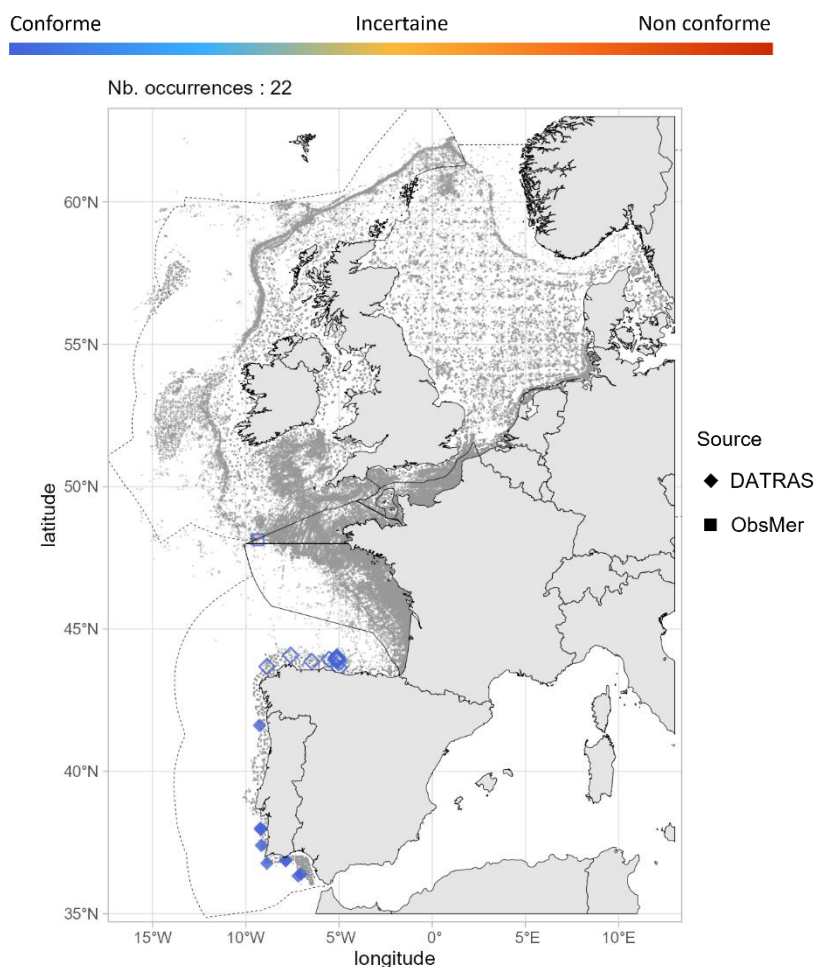 Conforme Incertaine Non conforme
Nb. occurrences : 22
60°N
55°N
50°N
45°N
40°N
35°N
latitude
15°W 10°W 5°W 0° 5°E 10°E
longitude
Source
DATRAS
ObsMer